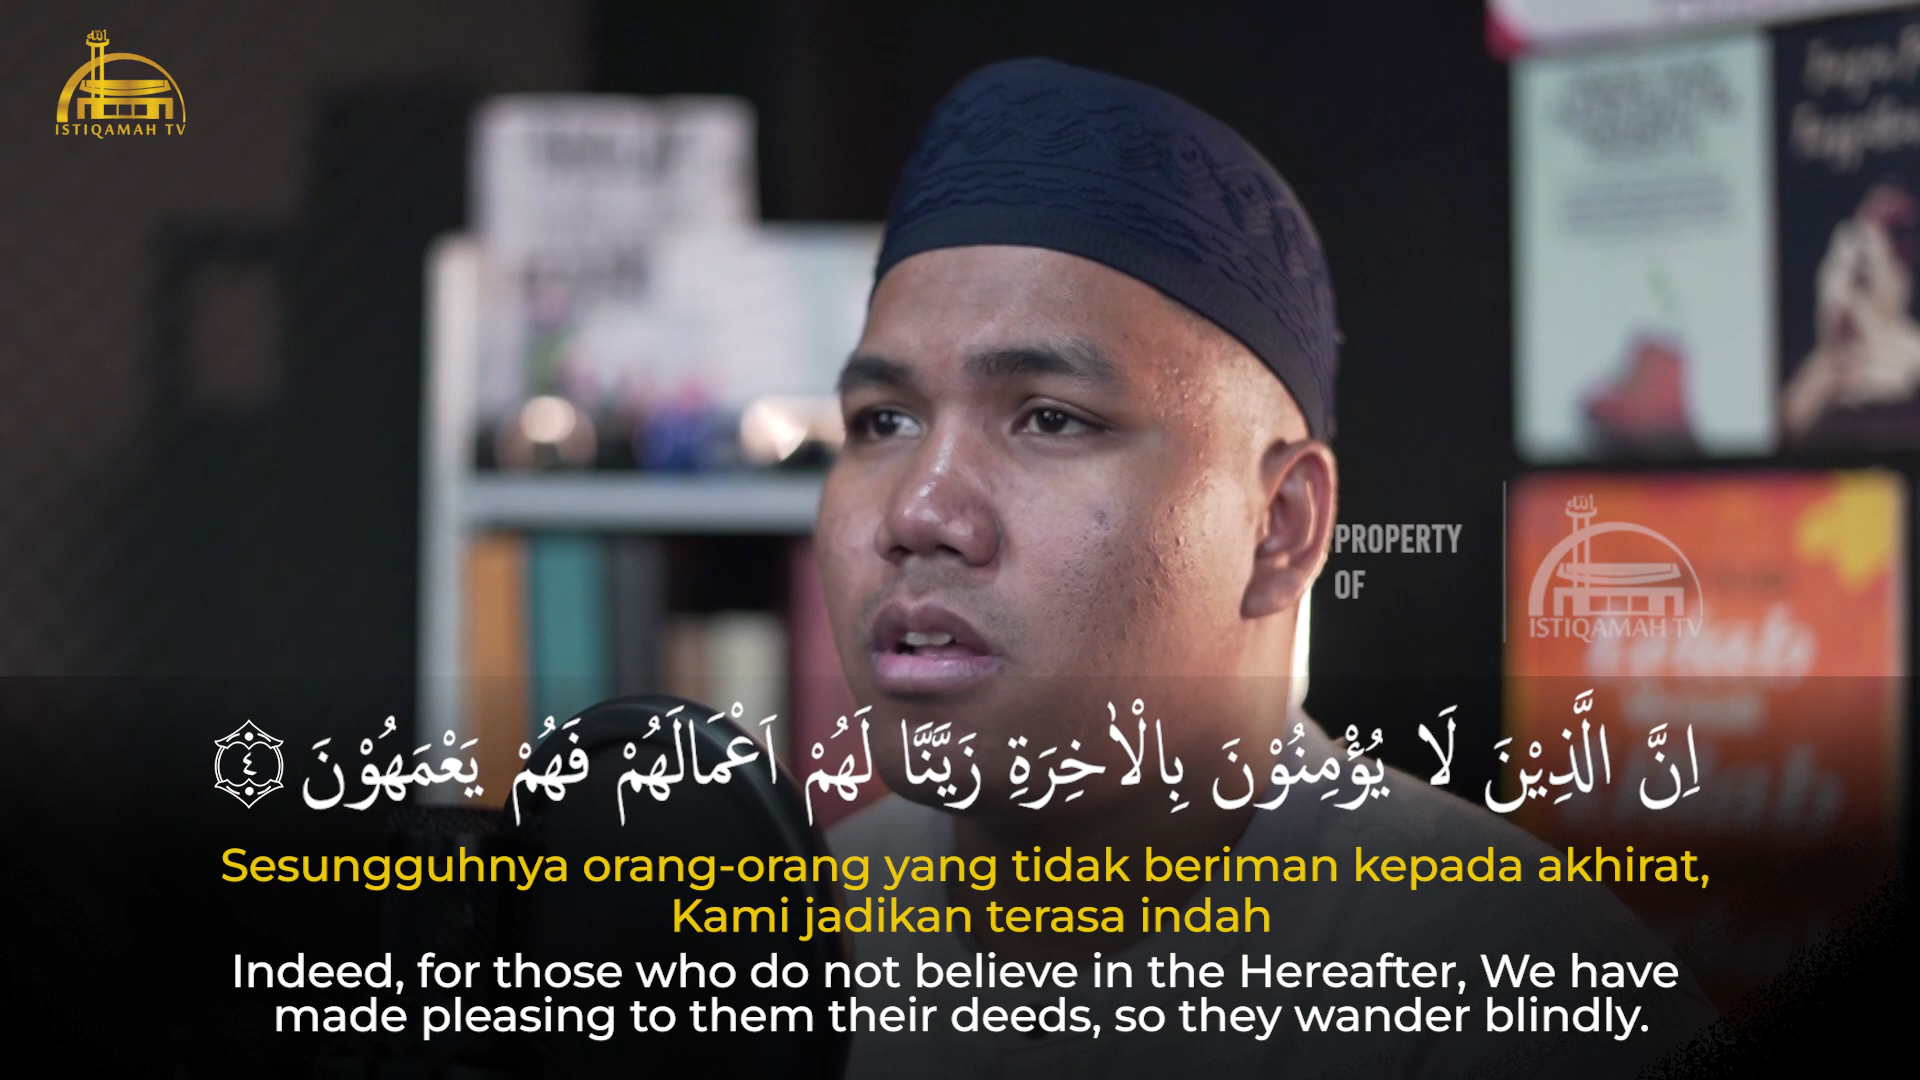 الله
ISTIQAMAH TV
PROPERTY
OF
الله
ISTIQAMAH TV
اِنَّ الَّذِيْنَ لَا يُؤْمِنُوْنَ بِالْاٰخِرَةِ زَيَّنَّا لَهُمْ اَعْمَالَهُمْ فَهُمْ يَعْمَهُوْنَ ۝٤
Sesungguhnya orang-orang yang tidak beriman kepada akhirat,
Kami jadikan terasa indah
Indeed, for those who do not believe in the Hereafter, We have
made pleasing to them their deeds, so they wander blindly.